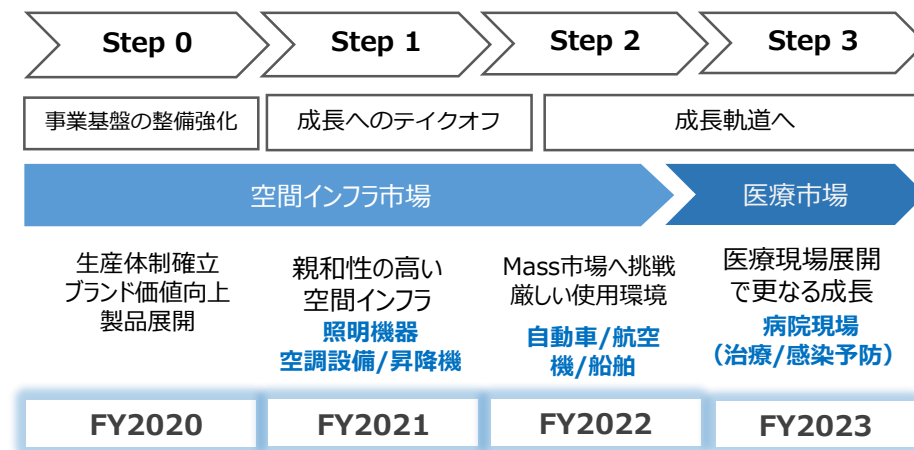 Step 0
Step 1
Step 2
Step 3
事業基盤の整備強化
成長へのテイクオフ
成長軌道へ
空間インフラ市場
医療市場
生産体制確立
ブランド価値向上
製品展開
親和性の高い
空間インフラ
照明機器
空調設備/昇降機
Mass市場へ挑戦
厳しい使用環境
自動車/航空
機/船舶
医療現場展開
で更なる成長
病院現場
（治療/感染予防）
FY2020
FY2021
FY2022
FY2023